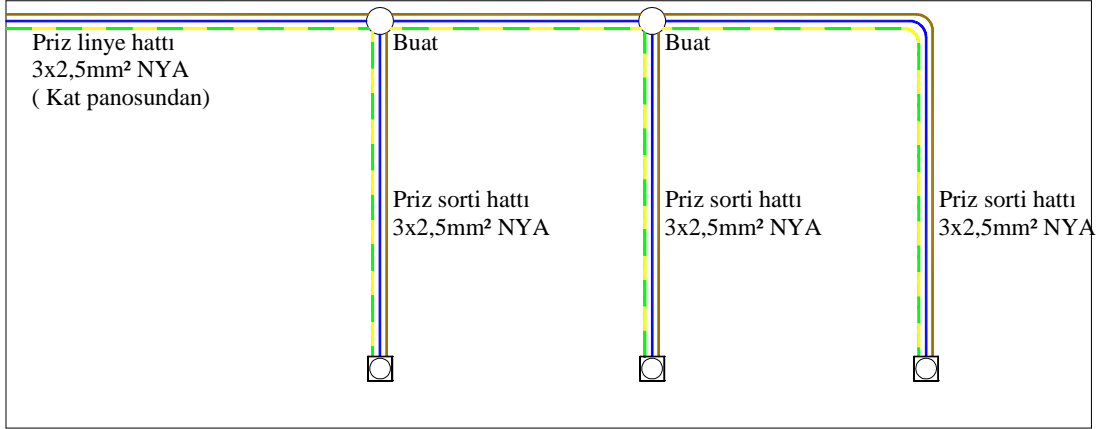 Priz linye hattı
3x2,5mm² NYA
( Kat panosundan)
Buat
Buat
Priz sorti hattı
3x2,5mm² NYA
Priz sorti hattı
3x2,5mm² NYA
Priz sorti hattı
3x2,5mm² NYA